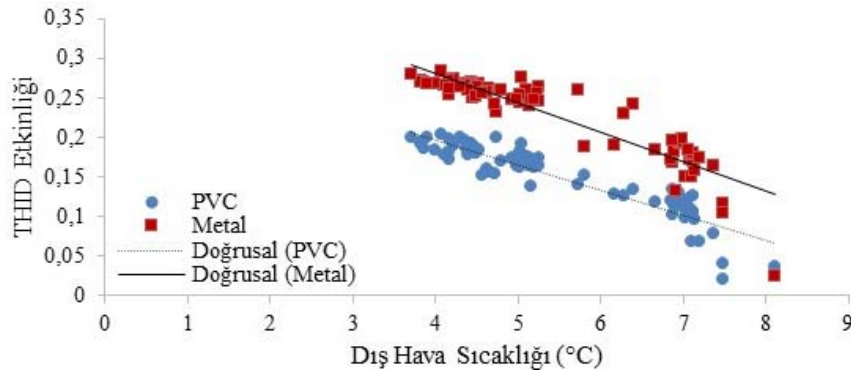 THID Etkinliği
0,35
0,3
0,25
0,2
0,15
0,1
0,05
0
PVC
Metal
Doğrusal (PVC)
Doğrusal (Metal)
0 1 2 3 4 5 6 7 8 9
Dış Hava Sıcaklığı (°C)